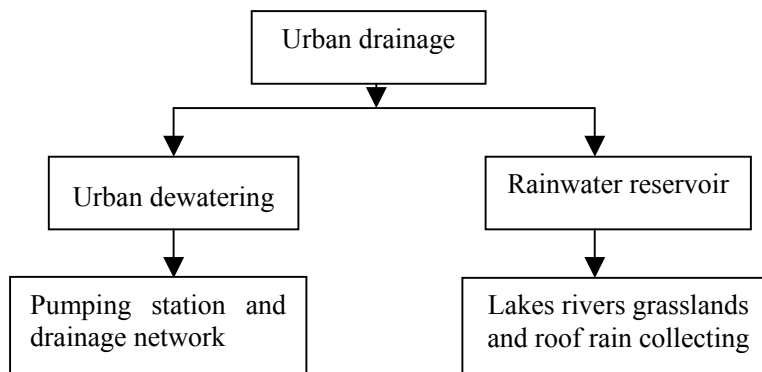 Urban drainage
Urban dewatering
Rainwater reservoir
Pumping station and
drainage network
Lakes rivers grasslands
and roof rain collecting